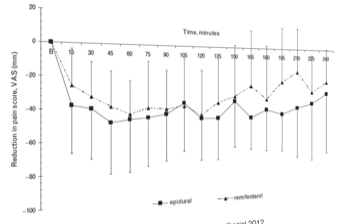 20
Time, minutes
0
B 15 30 45 60 75 90 105 120 135 150 165 180 195 210 225 240
−20
−40
−60
−80
−100
Reduction in pain score, VAS (mm)
epidural remifentanil
2012